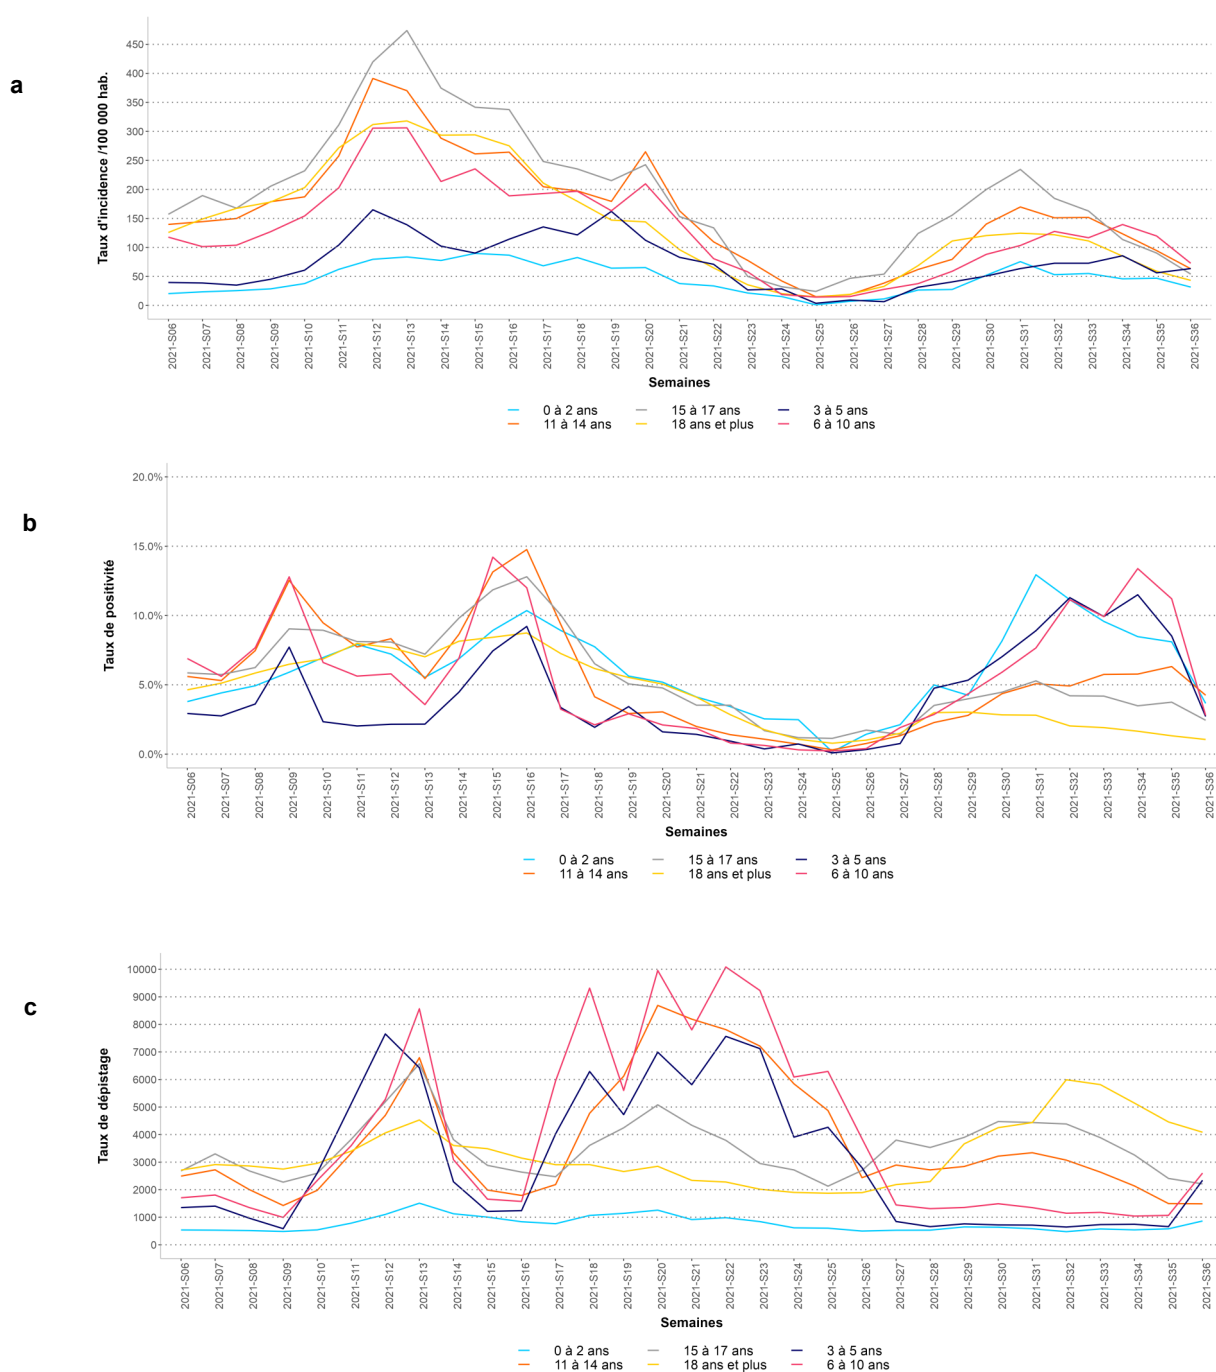 a
Taux d'incidence /100 000 hab.
450
400
350
300
250
200
150
100
50
0
2021-S06 2021-S07 2021-S08 2021-S09 2021-S10 2021-S11 2021-S12 2021-S13 2021-S14 2021-S15 2021-S16 2021-S17 2021-S18 2021-S19 2021-S20 2021-S21 2021-S22 2021-S23 2021-S24 2021-S25 2021-S26 2021-S27 2021-S28 2021-S29 2021-S30 2021-S31 2021-S32 2021-S33 2021-S34 2021-S35 2021-S36
Semaines
0 à 2 ans 15 à 17 ans 3 à 5 ans
11 à 14 ans 18 ans et plus 6 à 10 ans
b
Taux de positivité
20.0%
15.0%
10.0%
5.0%
0.0%
2021-S06 2021-S07 2021-S08 2021-S09 2021-S10 2021-S11 2021-S12 2021-S13 2021-S14 2021-S15 2021-S16 2021-S17 2021-S18 2021-S19 2021-S20 2021-S21 2021-S22 2021-S23 2021-S24 2021-S25 2021-S26 2021-S27 2021-S28 2021-S29 2021-S30 2021-S31 2021-S32 2021-S33 2021-S34 2021-S35 2021-S36
Semaines
0 à 2 ans 15 à 17 ans 3 à 5 ans
11 à 14 ans 18 ans et plus 6 à 10 ans
c
Taux de dépistage
10000
9000
8000
7000
6000
5000
4000
3000
2000
1000
0
2021-S06 2021-S07 2021-S08 2021-S09 2021-S10 2021-S11 2021-S12 2021-S13 2021-S14 2021-S15 2021-S16 2021-S17 2021-S18 2021-S19 2021-S20 2021-S21 2021-S22 2021-S23 2021-S24 2021-S25 2021-S26 2021-S27 2021-S28 2021-S29 2021-S30 2021-S31 2021-S32 2021-S33 2021-S34 2021-S35 2021-S36
Semaines
0 à 2 ans 15 à 17 ans 3 à 5 ans
11 à 14 ans 18 ans et plus 6 à 10 ans